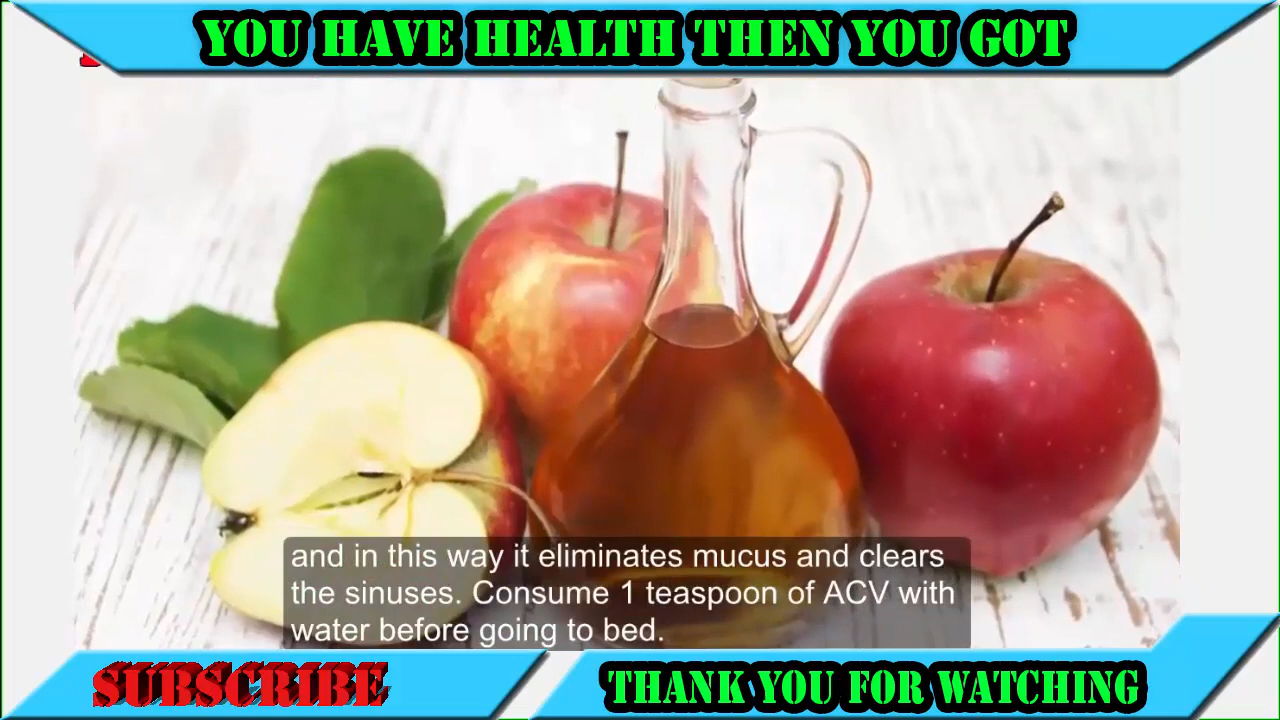 YOU HAVE HEALTH THEN YOU GOT
and in this way it eliminates mucus and clears
the sinuses. Consume 1 teaspoon of ACV with
water before going to bed.
SUBSCRIBE
THANK YOU FOR WATCHING